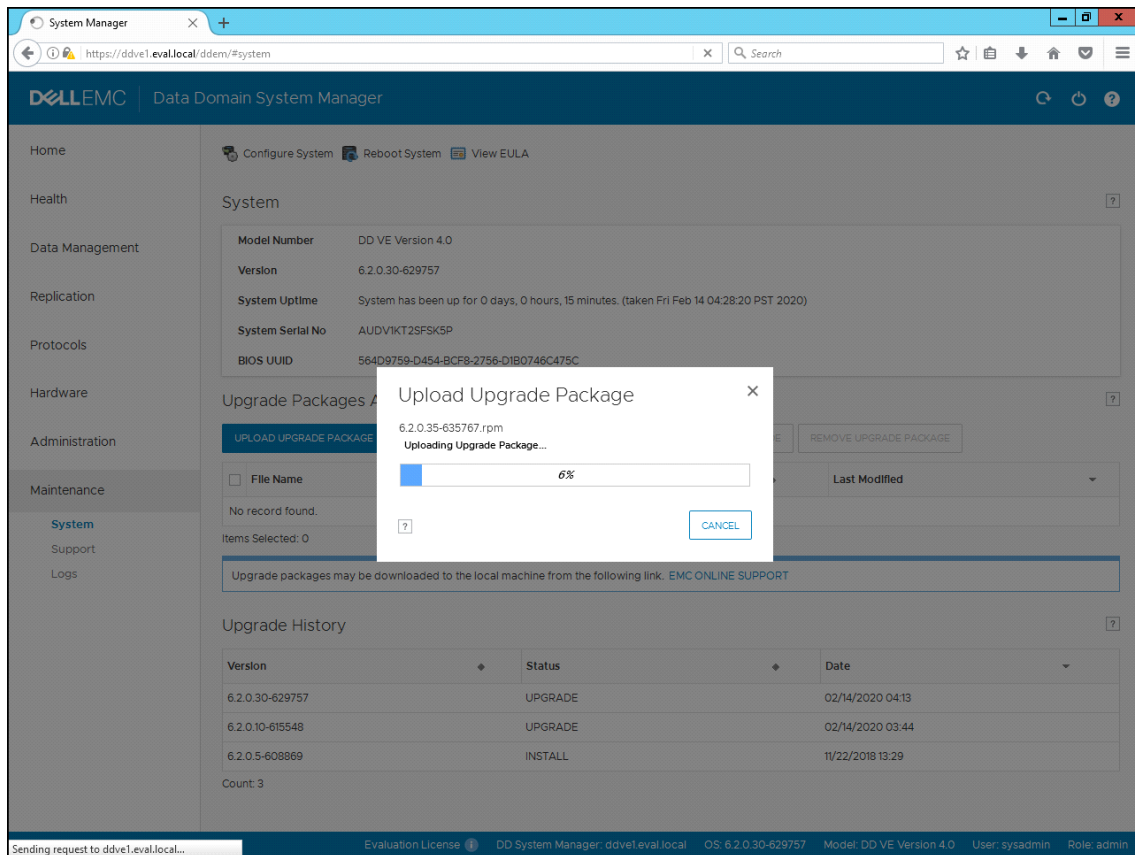 System Manager
https://ddve1.eval.local/ddem/#system
Search
DELLEMC Data Domain System Manager
Home
Health
Data Management
Replication
Protocols
Hardware
Administration
Maintenance
System
Support
Logs
Configure System Reboot System View EULA
System ?
Model Number DD VE Version 4.0
Version 6.2.0.30-629757
System Uptime System has been up for 0 days, 0 hours, 15 minutes. (taken Fri Feb 14 04:28:20 PST 2020)
System Serial No AUDV1KT2SFSK5P
BIOS UUID 564D9759-D454-BCF8-2756-D1B0746C475C
Upgrade Packages A ?
UPLOAD UPGRADE PACKAGE E REMOVE UPGRADE PACKAGE
File Name Last Modified
No record found.
Items Selected: 0
Upload Upgrade Package
6.2.0.35-635767.rpm
Uploading Upgrade Package...
6%
? CANCEL
Upgrade packages may be downloaded to the local machine from the following link. EMC ONLINE SUPPORT
Upgrade History ?
Version Status Date
6.2.0.30-629757 UPGRADE 02/14/2020 04:13
6.2.0.10-615548 UPGRADE 02/14/2020 03:44
6.2.0.5-608869 INSTALL 11/22/2018 13:29
Count: 3
Sending request to ddve1.eval.local...
Evaluation License DD System Manager: ddve1.eval.local OS: 6.2.0.30-629757 Model: DD VE Version 4.0 User: sysadmin Role: admin